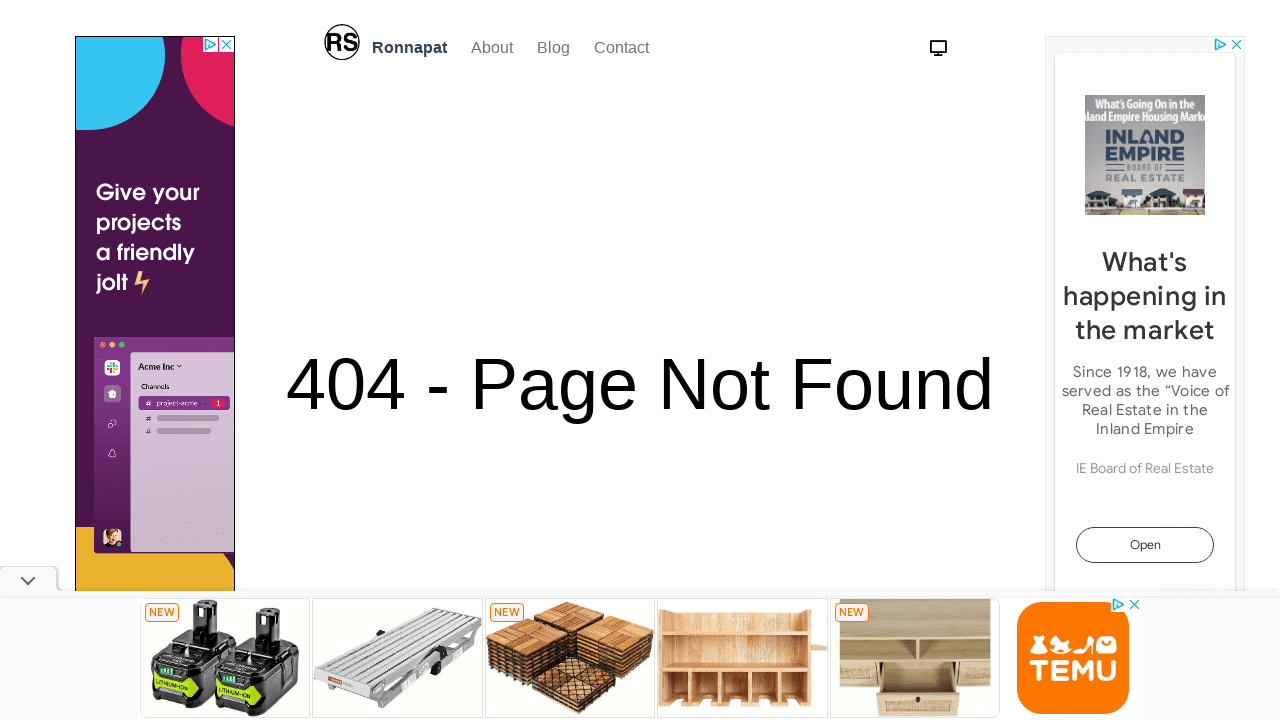 RS Ronnapat About Blog Contact
Give your
projects
a friendly
jolt
Acme Inc
Channels
# project-acme 1
#
#
What's Going On in the
Inland Empire Housing Marke
INLAND
EMPIRE
BOARD OF
REAL ESTATE
What's
happening in
the market
Since 1918, we have
served as the “Voice of
Real Estate in the
Inland Empire
IE Board of Real Estate
Open
404 - Page Not Found
NEW
LITHIUM-ION
LITHIUM-ION
NEW
NEW
TEMU